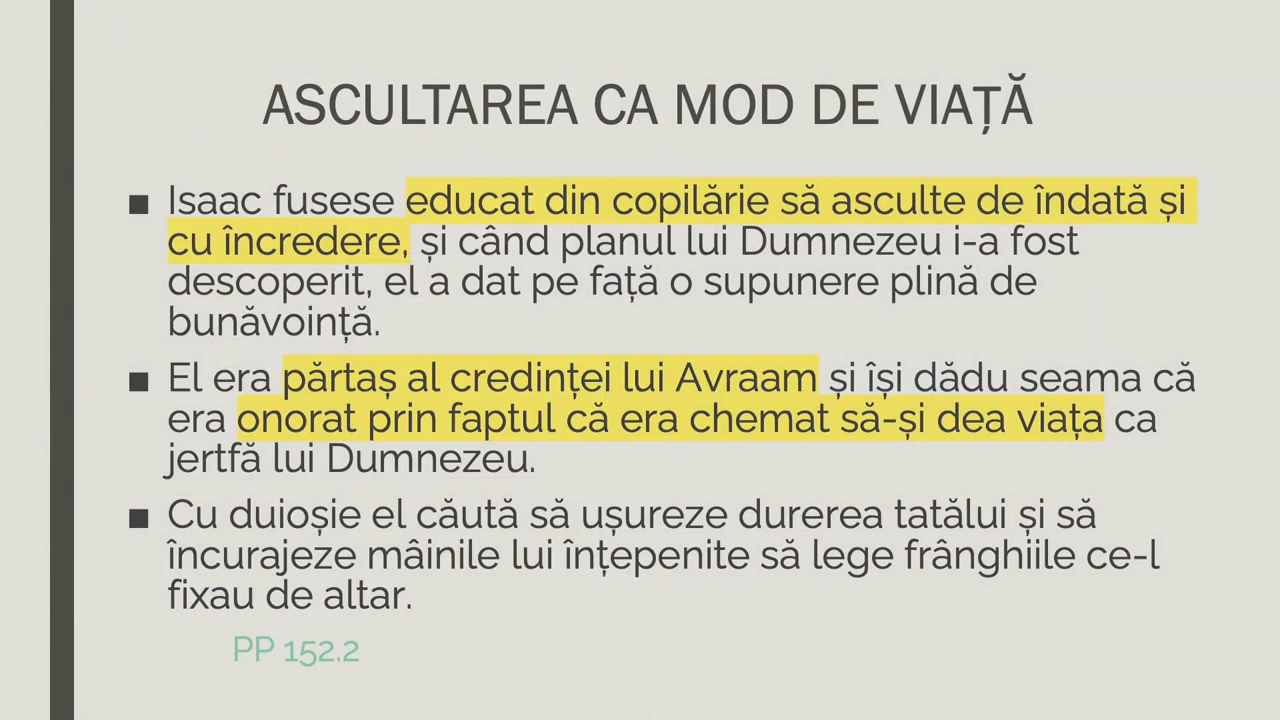 ASCULTAREA CA MOD DE VIAȚĂ
■ Isaac fusese educat din copilărie să asculte de îndată și
cu încredere, și când planul lui Dumnezeu i-a fost
descoperit, el a dat pe față o supunere plină de
bunăvoință.
■ El era părtaș al credinței lui Avraam și își dădu seama că
era onorat prin faptul că era chemat să-și dea viața ca
jertfă lui Dumnezeu.
■ Cu duioșie el căută să ușureze durerea tatălui și să
încurajeze mâinile lui înțepenite să lege frânghiile ce-l
fixau de altar.
PP 152.2